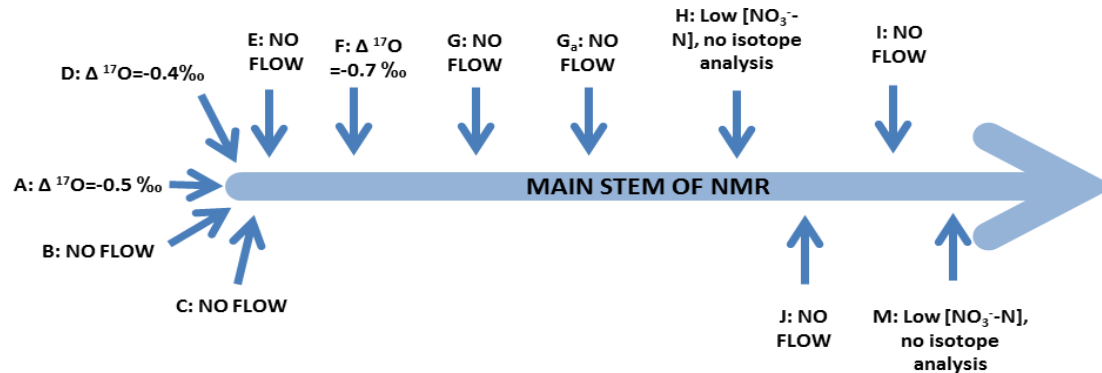 E: NO
FLOW
F: Δ ¹⁷O
=-0.7 ‰
G: NO
FLOW
Gₐ: NO
FLOW
H: Low [NO₃⁻-
N], no isotope
analysis
I: NO
FLOW
D: Δ ¹⁷O=-0.4‰
A: Δ ¹⁷O=-0.5 ‰
MAIN STEM OF NMR
B: NO FLOW
C: NO FLOW
J: NO
FLOW
M: Low [NO₃⁻-N],
no isotope
analysis